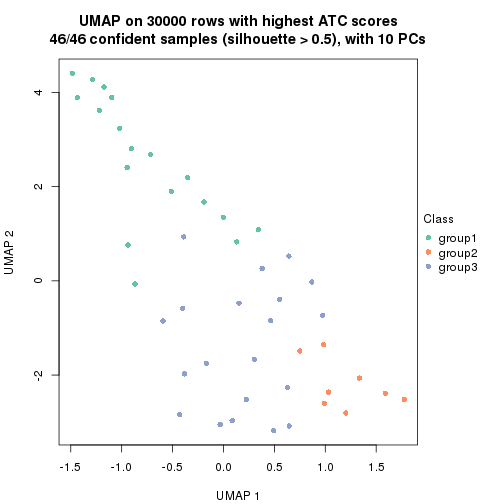 UMAP on 30000 rows with highest ATC scores
46/46 confident samples (silhouette > 0.5), with 10 PCs
4
2
0
-2
UMAP 2
-1.5
-1.0
-0.5
0.0
0.5
1.0
1.5
UMAP 1
Class
group1
group2
group3